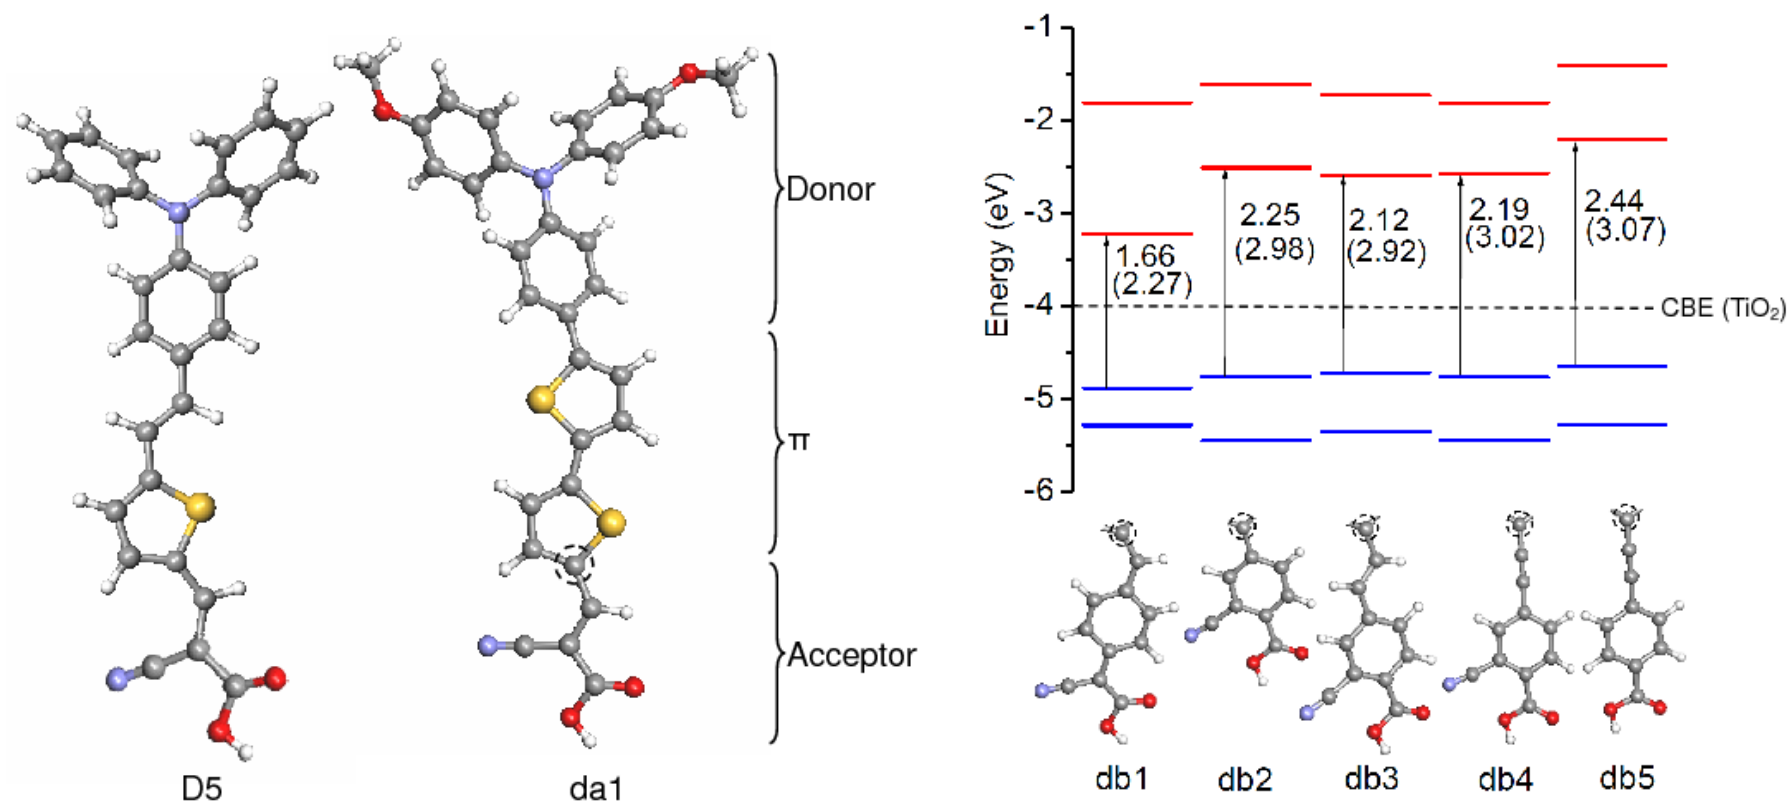 Donor
π
Acceptor
D5
da1
Energy (eV)
-1
-2
-3
-4
-5
-6
1.66
(2.27)
2.25
(2.98)
2.12
(2.92)
2.19
(3.02)
2.44
(3.07)
CBE (TiO₂)
db1
db2
db3
db4
db5